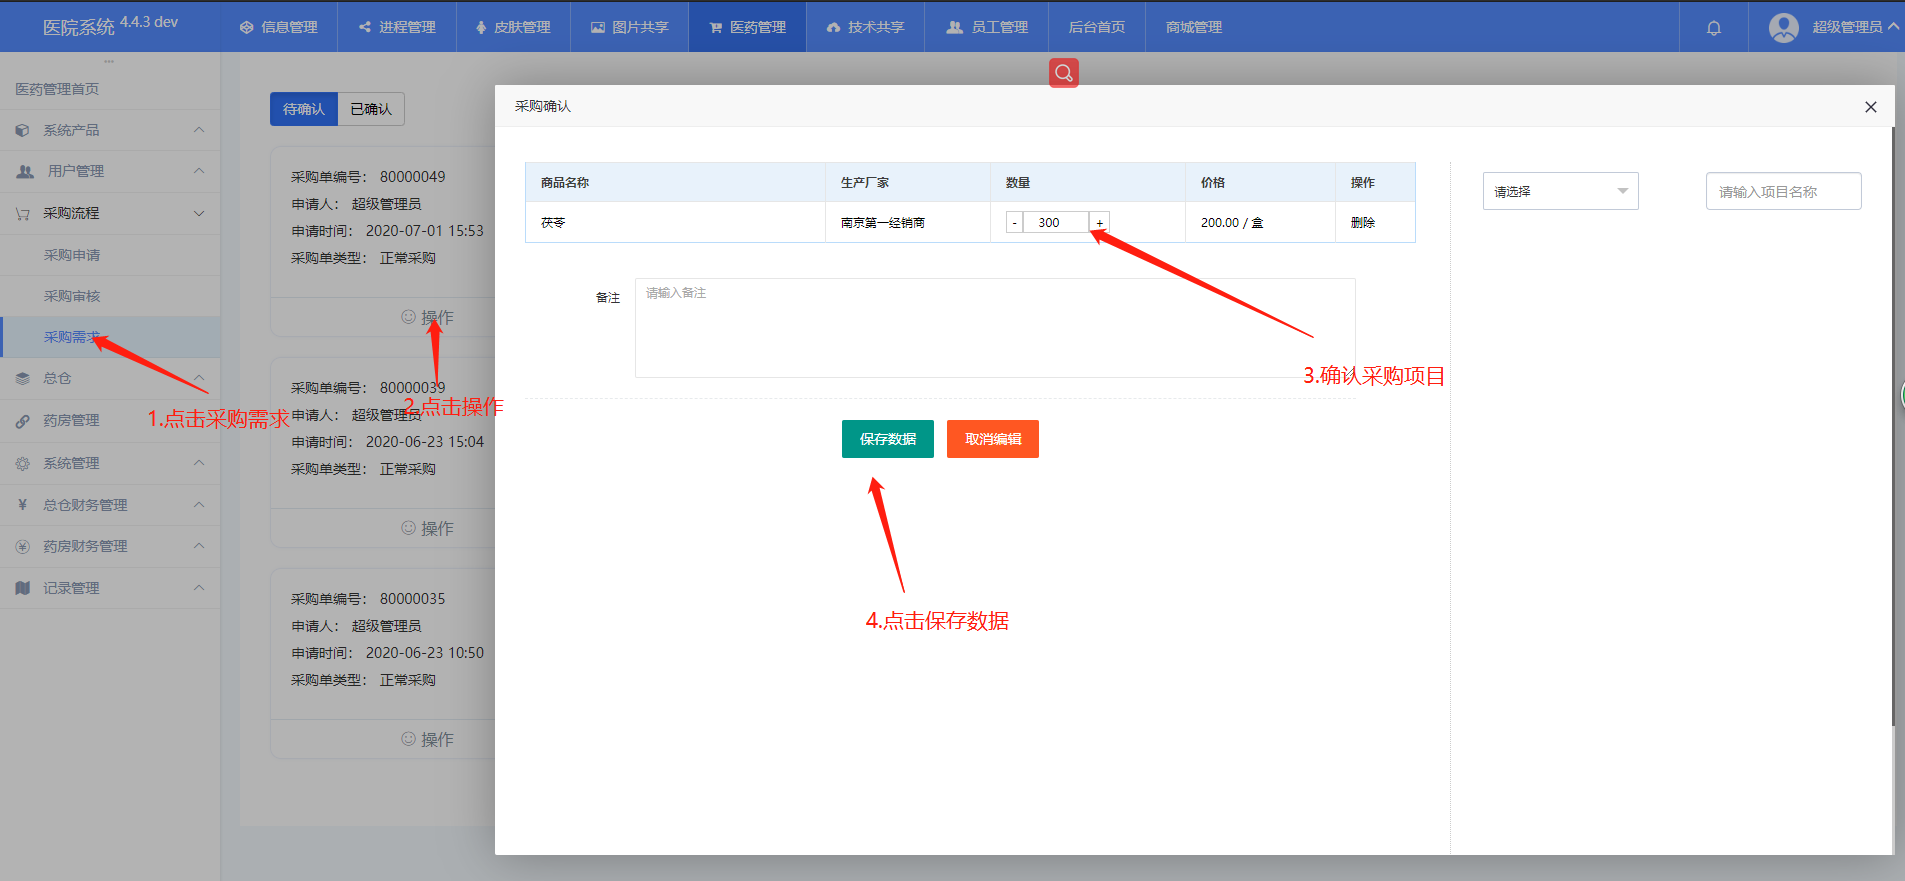 医院系统 4.4.3 dev
信息管理
进程管理
皮肤管理
图片共享
医药管理
技术共享
员工管理
后台首页
商城管理
超级管理员
医药管理首页
系统产品
用户管理
采购流程
采购申请
采购审核
采购需求
总仓
药房管理
系统管理
总仓财务管理
药房财务管理
记录管理
1.点击采购需求
待确认
已确认
采购单编号： 80000049
申请人： 超级管理员
申请时间： 2020-07-01 15:53
采购单类型： 正常采购
操作
2.点击操作
采购单编号： 80000039
申请人： 超级管理员
申请时间： 2020-06-23 15:04
采购单类型： 正常采购
操作
采购单编号： 80000035
申请人： 超级管理员
申请时间： 2020-06-23 10:50
采购单类型： 正常采购
操作
采购确认
商品名称 生产厂家 数量 价格 操作
茯苓 南京第一经销商 - 300 + 200.00 / 盒 删除
备注
请输入备注
3.确认采购项目
保存数据
取消编辑
4.点击保存数据
请选择
请输入项目名称